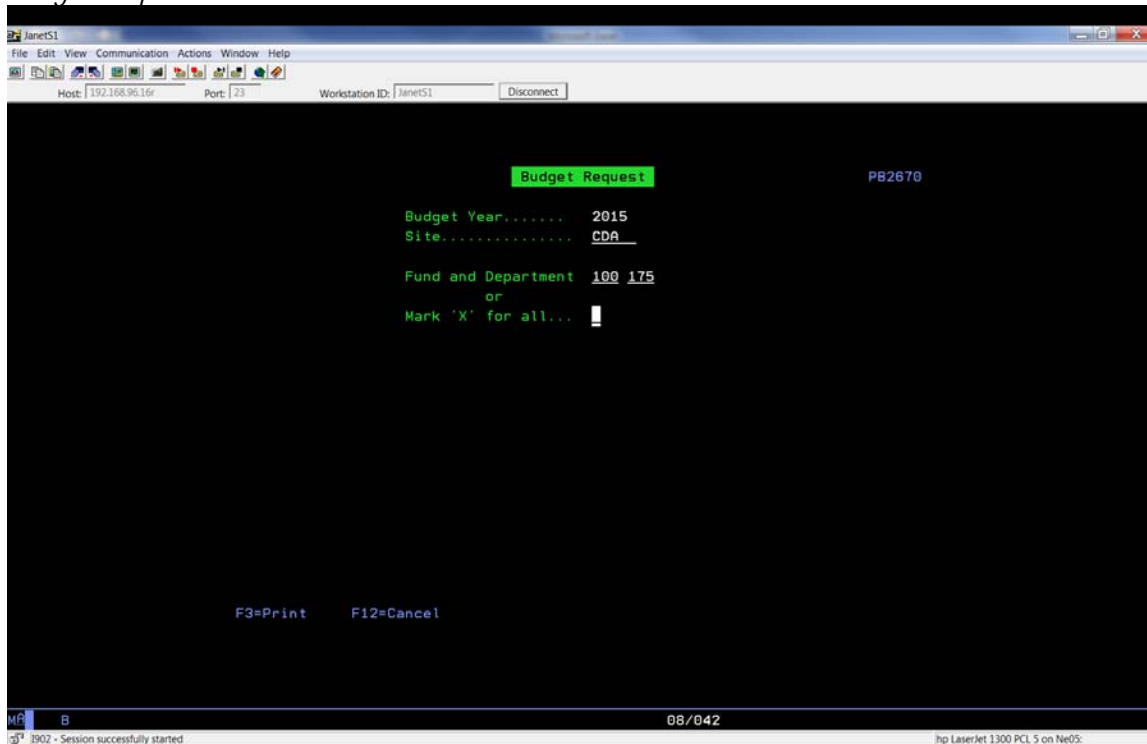 JanetS1
File Edit View Communication Actions Window Help
Host: 192.168.96.16r Port: 23 Workstation ID: JanetS1 Disconnect
Budget Request PB2670
Budget Year....... 2015
Site............... CDA
Fund and Department 100 175
or
Mark 'X' for all...
F3=Print F12=Cancel
MA B 08/042
I902 - Session successfully started hp LaserJet 1300 PCL 5 on Ne05: